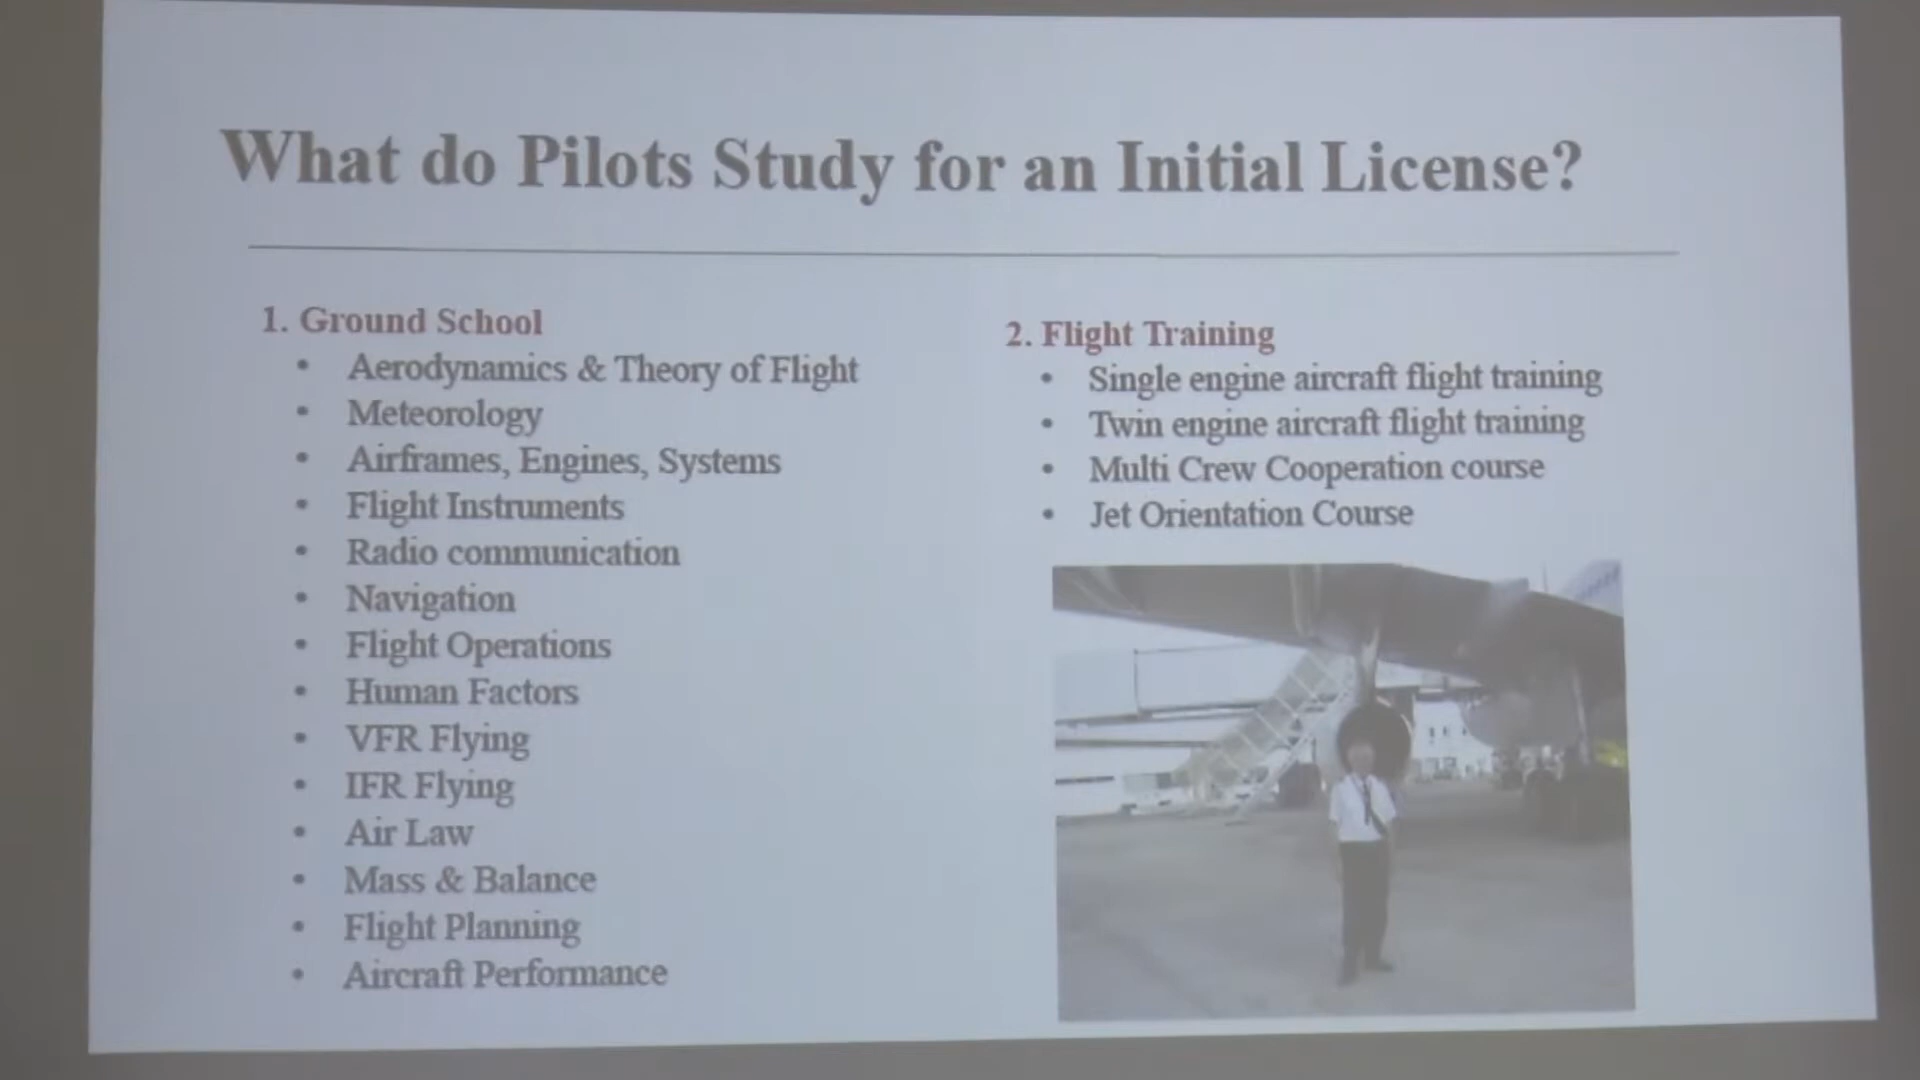 What do Pilots Study for an Initial License?
1. Ground School
• Aerodynamics & Theory of Flight
• Meteorology
• Airframes, Engines, Systems
• Flight Instruments
• Radio communication
• Navigation
• Flight Operations
• Human Factors
• VFR Flying
• IFR Flying
• Air Law
• Mass & Balance
• Flight Planning
• Aircraft Performance
2. Flight Training
• Single engine aircraft flight training
• Twin engine aircraft flight training
• Multi Crew Cooperation course
• Jet Orientation Course